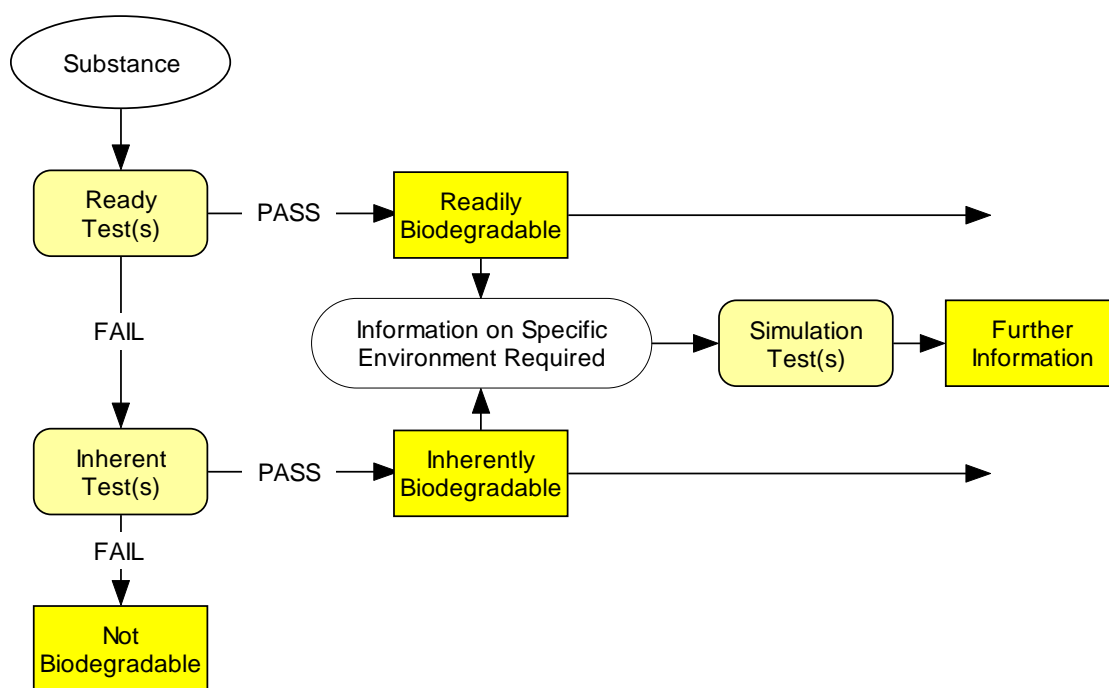 Substance
Ready
Test(s)
PASS
Readily
Biodegradable
FAIL
Information on Specific
Environment Required
Simulation
Test(s)
Further
Information
Inherent
Test(s)
PASS
Inherently
Biodegradable
FAIL
Not
Biodegradable